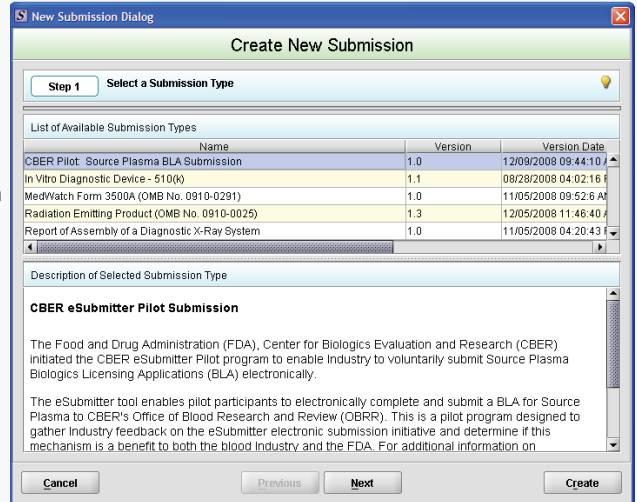 New Submission Dialog
Create New Submission
Step 1 Select a Submission Type
List of Available Submission Types
Name Version Version Date
CBER Pilot: Source Plasma BLA Submission 1.0 12/09/2008 09:44:10
In Vitro Diagnostic Device - 510(k) 1.1 08/28/2008 04:02:16
MedWatch Form 3500A (OMB No. 0910-0291) 1.0 11/05/2008 09:52:6
Radiation Emitting Product (OMB No. 0910-0025) 1.3 12/05/2008 11:46:40
Report of Assembly of a Diagnostic X-Ray System 1.0 11/05/2008 04:20:43
Description of Selected Submission Type
CBER eSubmitter Pilot Submission
The Food and Drug Administration (FDA), Center for Biologics Evaluation and Research (CBER)
initiated the CBER eSubmitter Pilot program to enable Industry to voluntarily submit Source Plasma
Biologics Licensing Applications (BLA) electronically.
The eSubmitter tool enables pilot participants to electronically complete and submit a BLA for Source
Plasma to CBER's Office of Blood Research and Review (OBRR). This is a pilot program designed to
gather Industry feedback on the eSubmitter electronic submission initiative and determine if this
mechanism is a benefit to both the blood Industry and the FDA. For additional information on
Cancel Previous Next Create